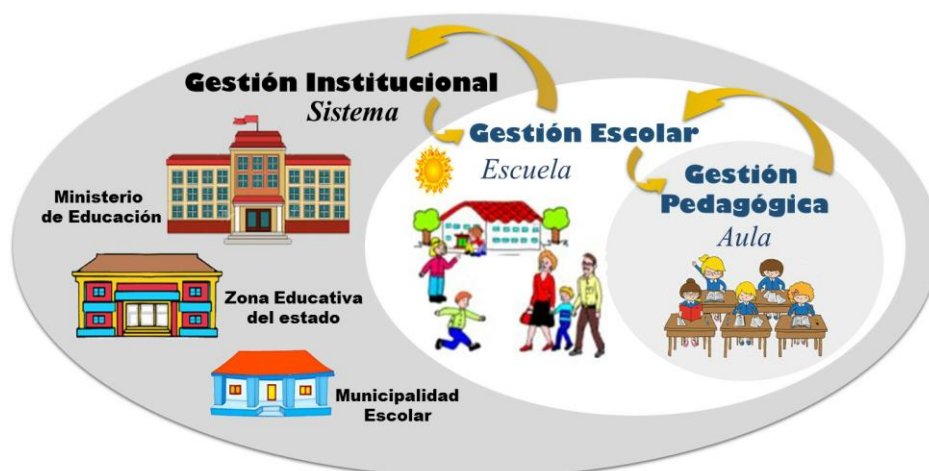 Gestión Institucional
Sistema
Ministerio
de Educación
Zona Educativa
del estado
Municipalidad
Escolar
Gestión Escolar
Escuela
Gestión
Pedagógica
Aula